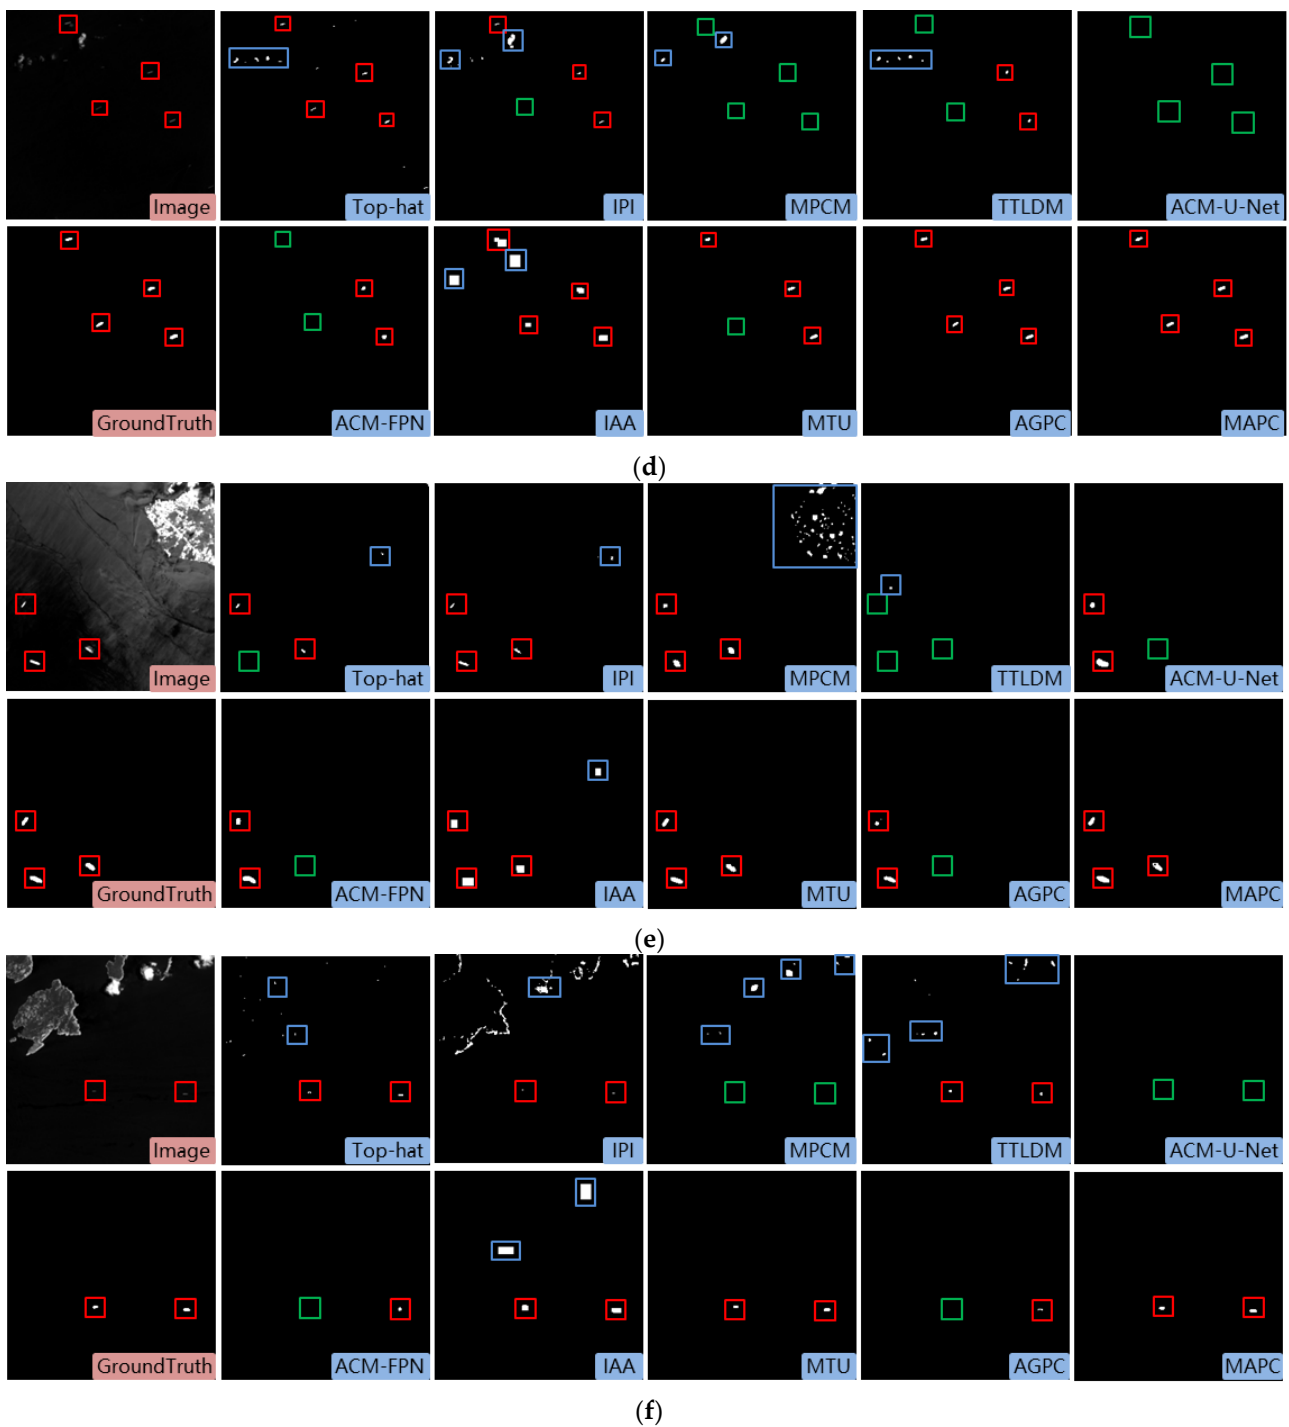 Image Top-hat IPI MPCM TTLDM ACM-U-Net
GroundTruth ACM-FPN IAA MTU AGPC MAPC
(d)
Image Top-hat IPI MPCM TTLDM ACM-U-Net
GroundTruth ACM-FPN IAA MTU AGPC MAPC
(e)
Image Top-hat IPI MPCM TTLDM ACM-U-Net
GroundTruth ACM-FPN IAA MTU AGPC MAPC
(f)